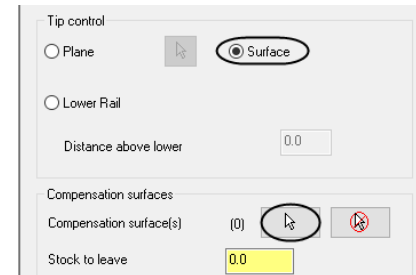 Tip control
Plane
Surface
Lower Rail
Distance above lower
0.0
Compensation surfaces
Compensation surface(s) (0)
Stock to leave
0.0